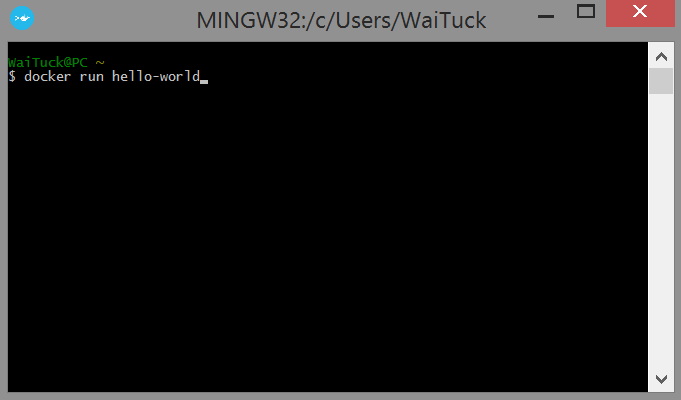 MINGW32:/c/Users/WaiTuck
WaiTuck@PC ~
$ docker run hello-world